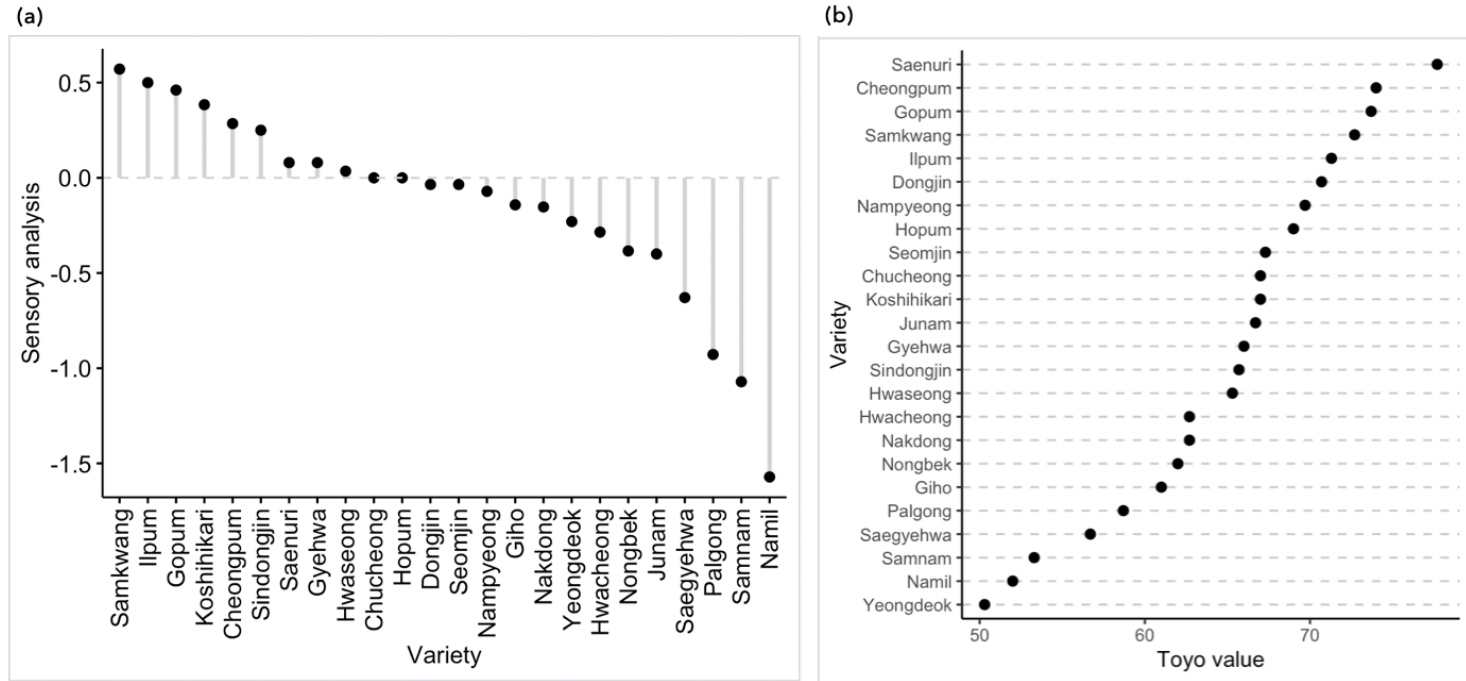 (a)
0.5
0.0
-0.5
-1.0
-1.5
Sensory analysis
Samkwang
Ilpum
Gopum
Koshihikari
Cheongpum
Sindongjin
Saenuri
Gyehwa
Hwaseong
Chucheong
Hopum
Dongjin
Seomjin
Nampyeong
Giho
Nakdong
Yeongdeok
Hwacheong
Nongbek
Junam
Saegyehwa
Palgong
Samnam
Namil
Variety
(b)
Saenuri
Cheongpum
Gopum
Samkwang
Ilpum
Dongjin
Nampyeong
Hopum
Seomjin
Chucheong
Koshihikari
Junam
Gyehwa
Sindongjin
Hwaseong
Hwacheong
Nakdong
Nongbek
Giho
Palgong
Saegyehwa
Samnam
Namil
Yeongdeok
Variety
50 60 70
Toyo value